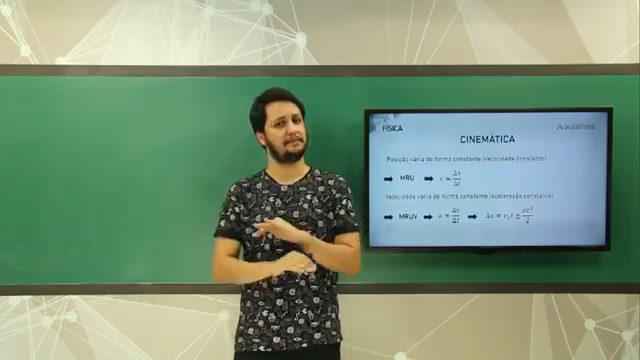 FÍSICA
aulalivre
CINEMÁTICA
Posição varia de forma constante (velocidade constante)
➡ MRU ➡ v = Δx/Δt
Velocidade varia de forma constante (aceleração constante)
➡ MRUV ➡ a = Δv/Δt ➡ Δx = v₀t ± at²/2